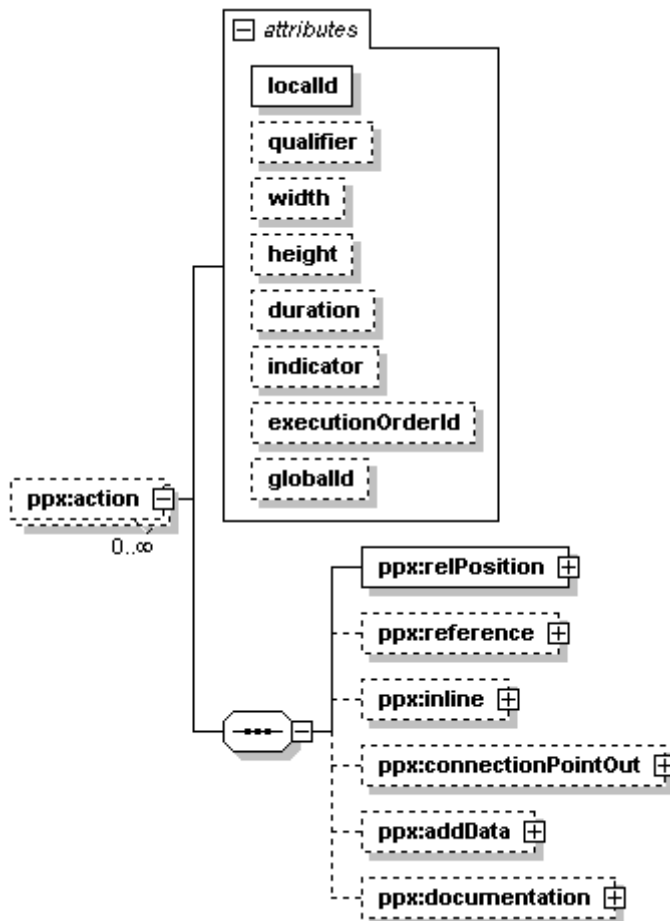 attributes
localId
qualifier
width
height
duration
indicator
executionOrderId
globalId
ppx:action
0..∞
ppx:relPosition
ppx:reference
ppx:inline
ppx:connectionPointOut
ppx:addData
ppx:documentation